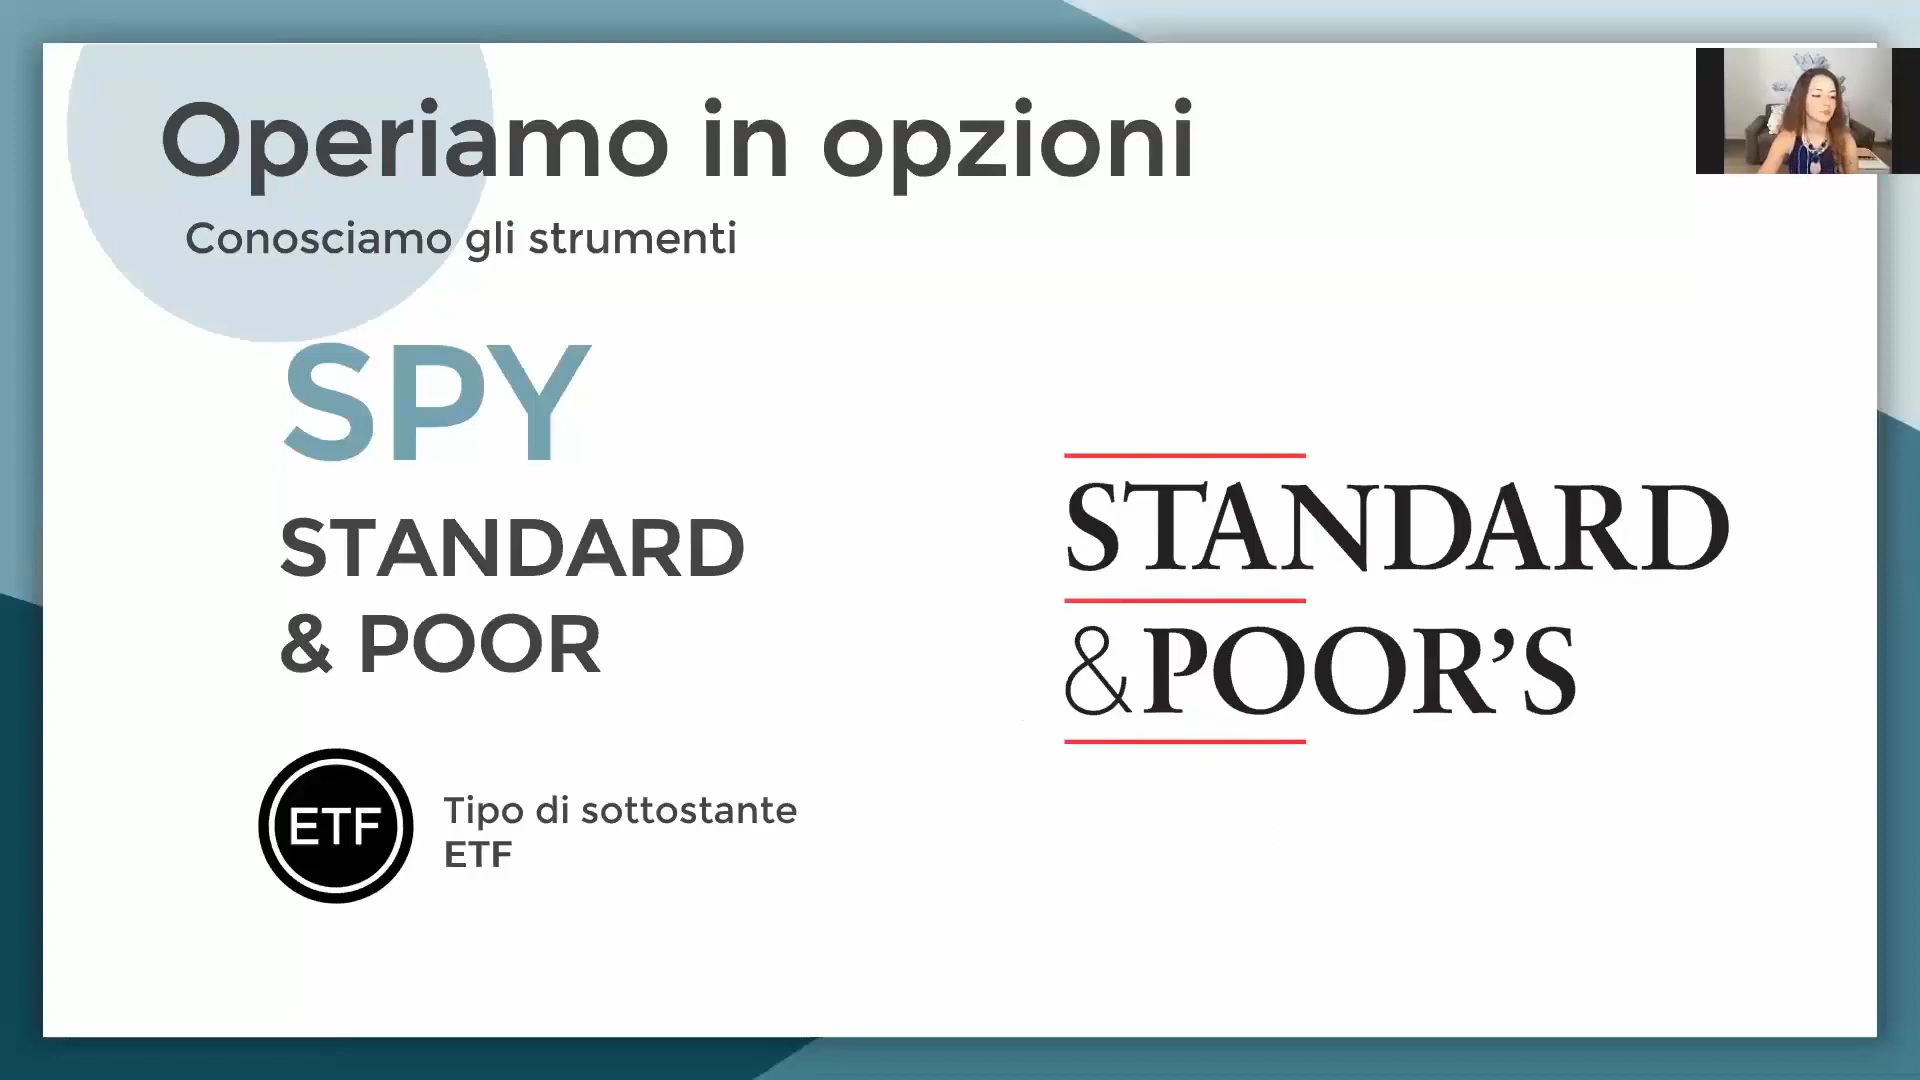 Operiamo in opzioni
Conosciamo gli strumenti
SPY
STANDARD
& POOR
ETF
Tipo di sottostante
ETF
STANDARD
&POOR’S